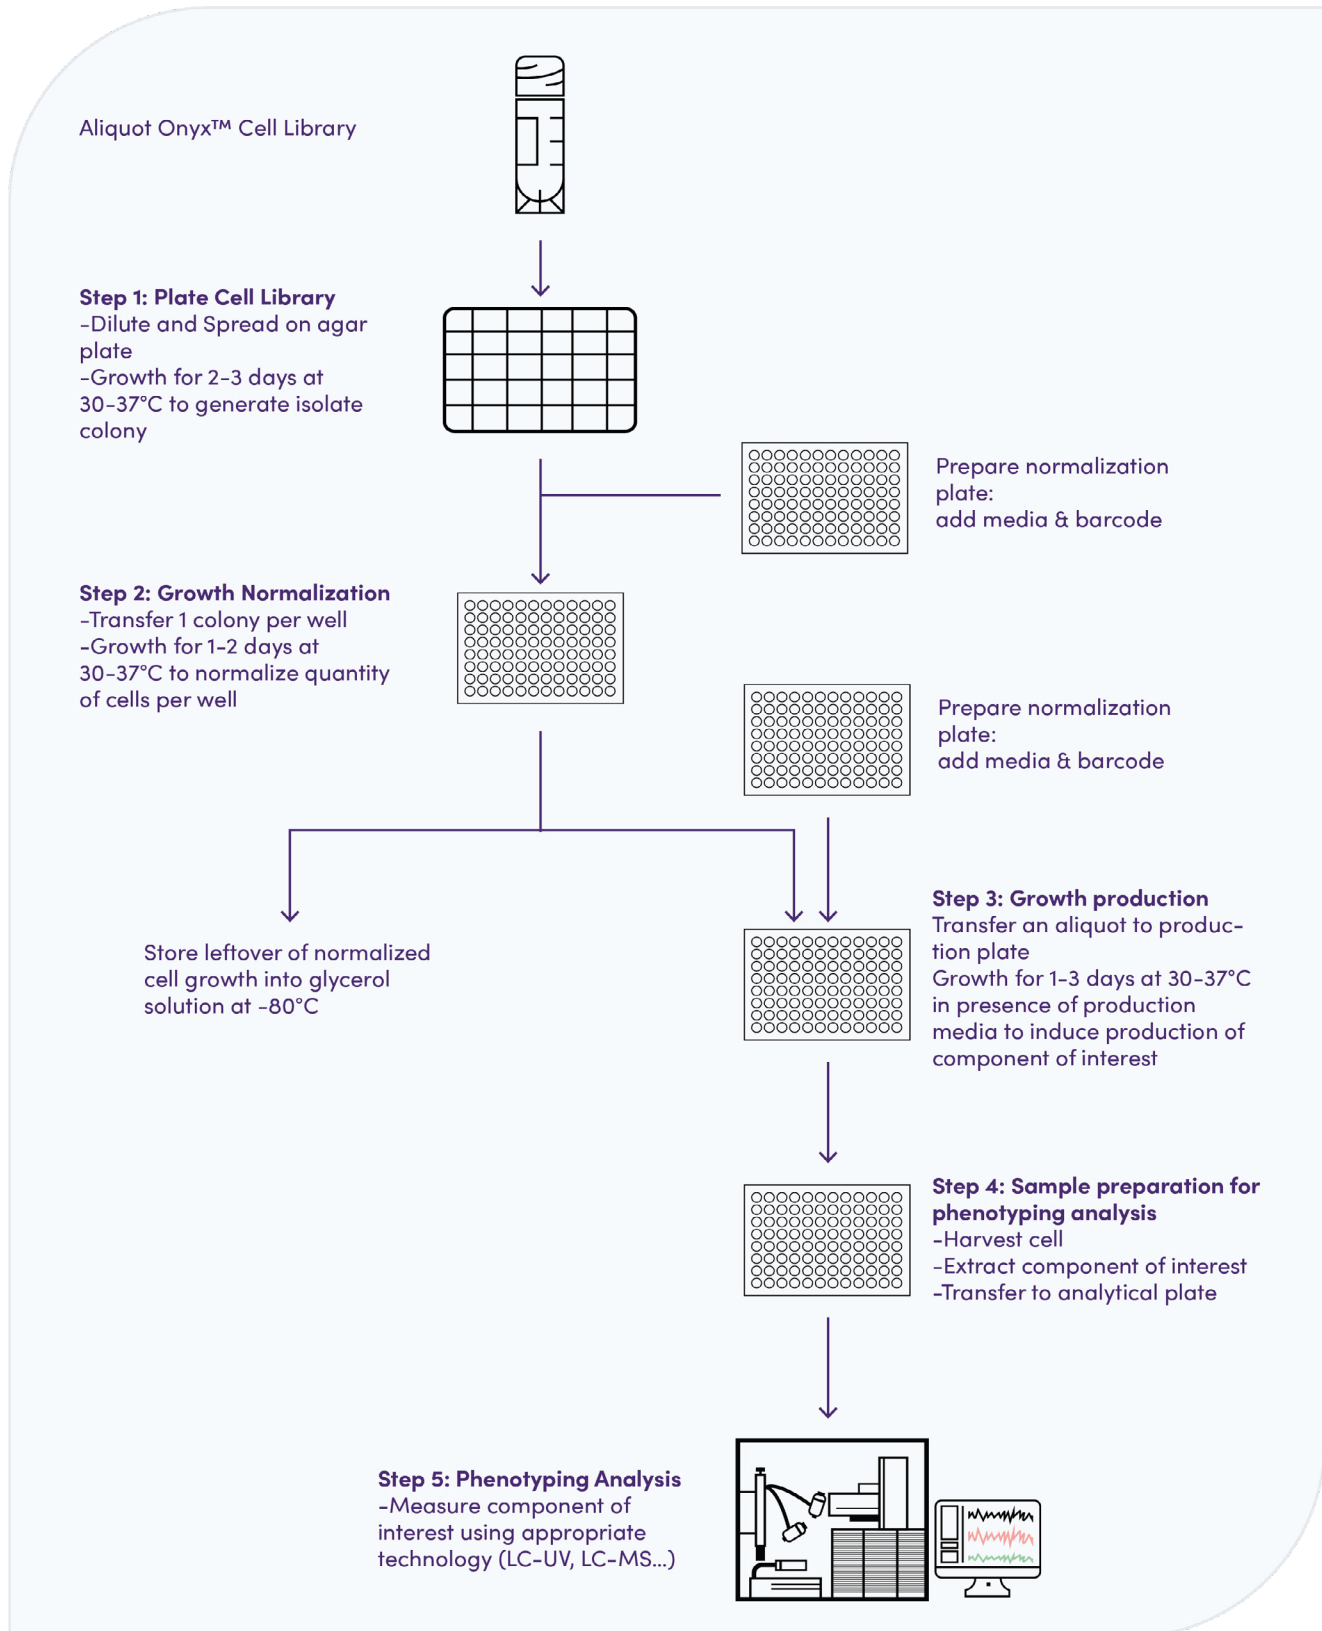 Aliquot Onyx™ Cell Library
Step 1: Plate Cell Library
-Dilute and Spread on agar
plate
-Growth for 2-3 days at
30-37°C to generate isolate
colony
Prepare normalization
plate:
add media & barcode
Step 2: Growth Normalization
-Transfer 1 colony per well
-Growth for 1-2 days at
30-37°C to normalize quantity
of cells per well
Prepare normalization
plate:
add media & barcode
Store leftover of normalized
cell growth into glycerol
solution at -80°C
Step 3: Growth production
Transfer an aliquot to produc-
tion plate
Growth for 1-3 days at 30-37°C
in presence of production
media to induce production of
component of interest
Step 4: Sample preparation for
phenotyping analysis
-Harvest cell
-Extract component of interest
-Transfer to analytical plate
Step 5: Phenotyping Analysis
-Measure component of
interest using appropriate
technology (LC-UV, LC-MS...)